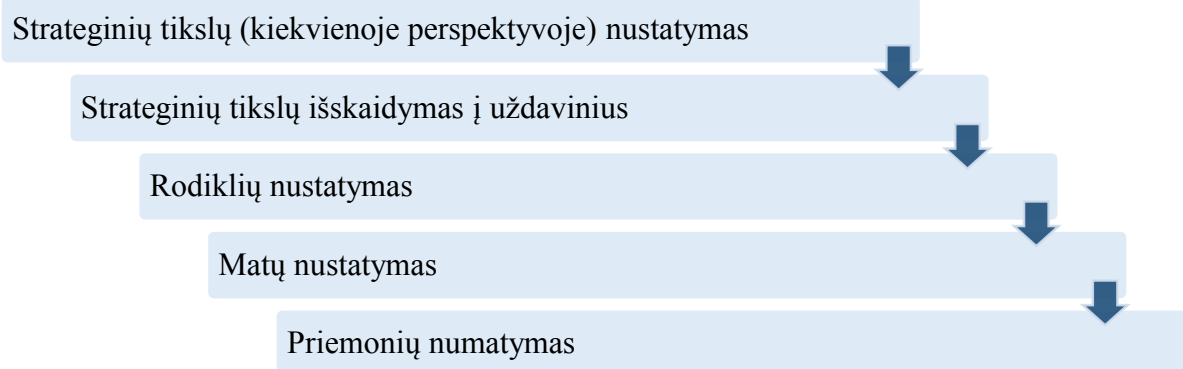 Strateginių tikslų (kiekvienoje perspektyvoje) nustatymas
Strateginių tikslų išskaidymas į uždavinius
Rodiklių nustatymas
Matų nustatymas
Priemonių numatymas